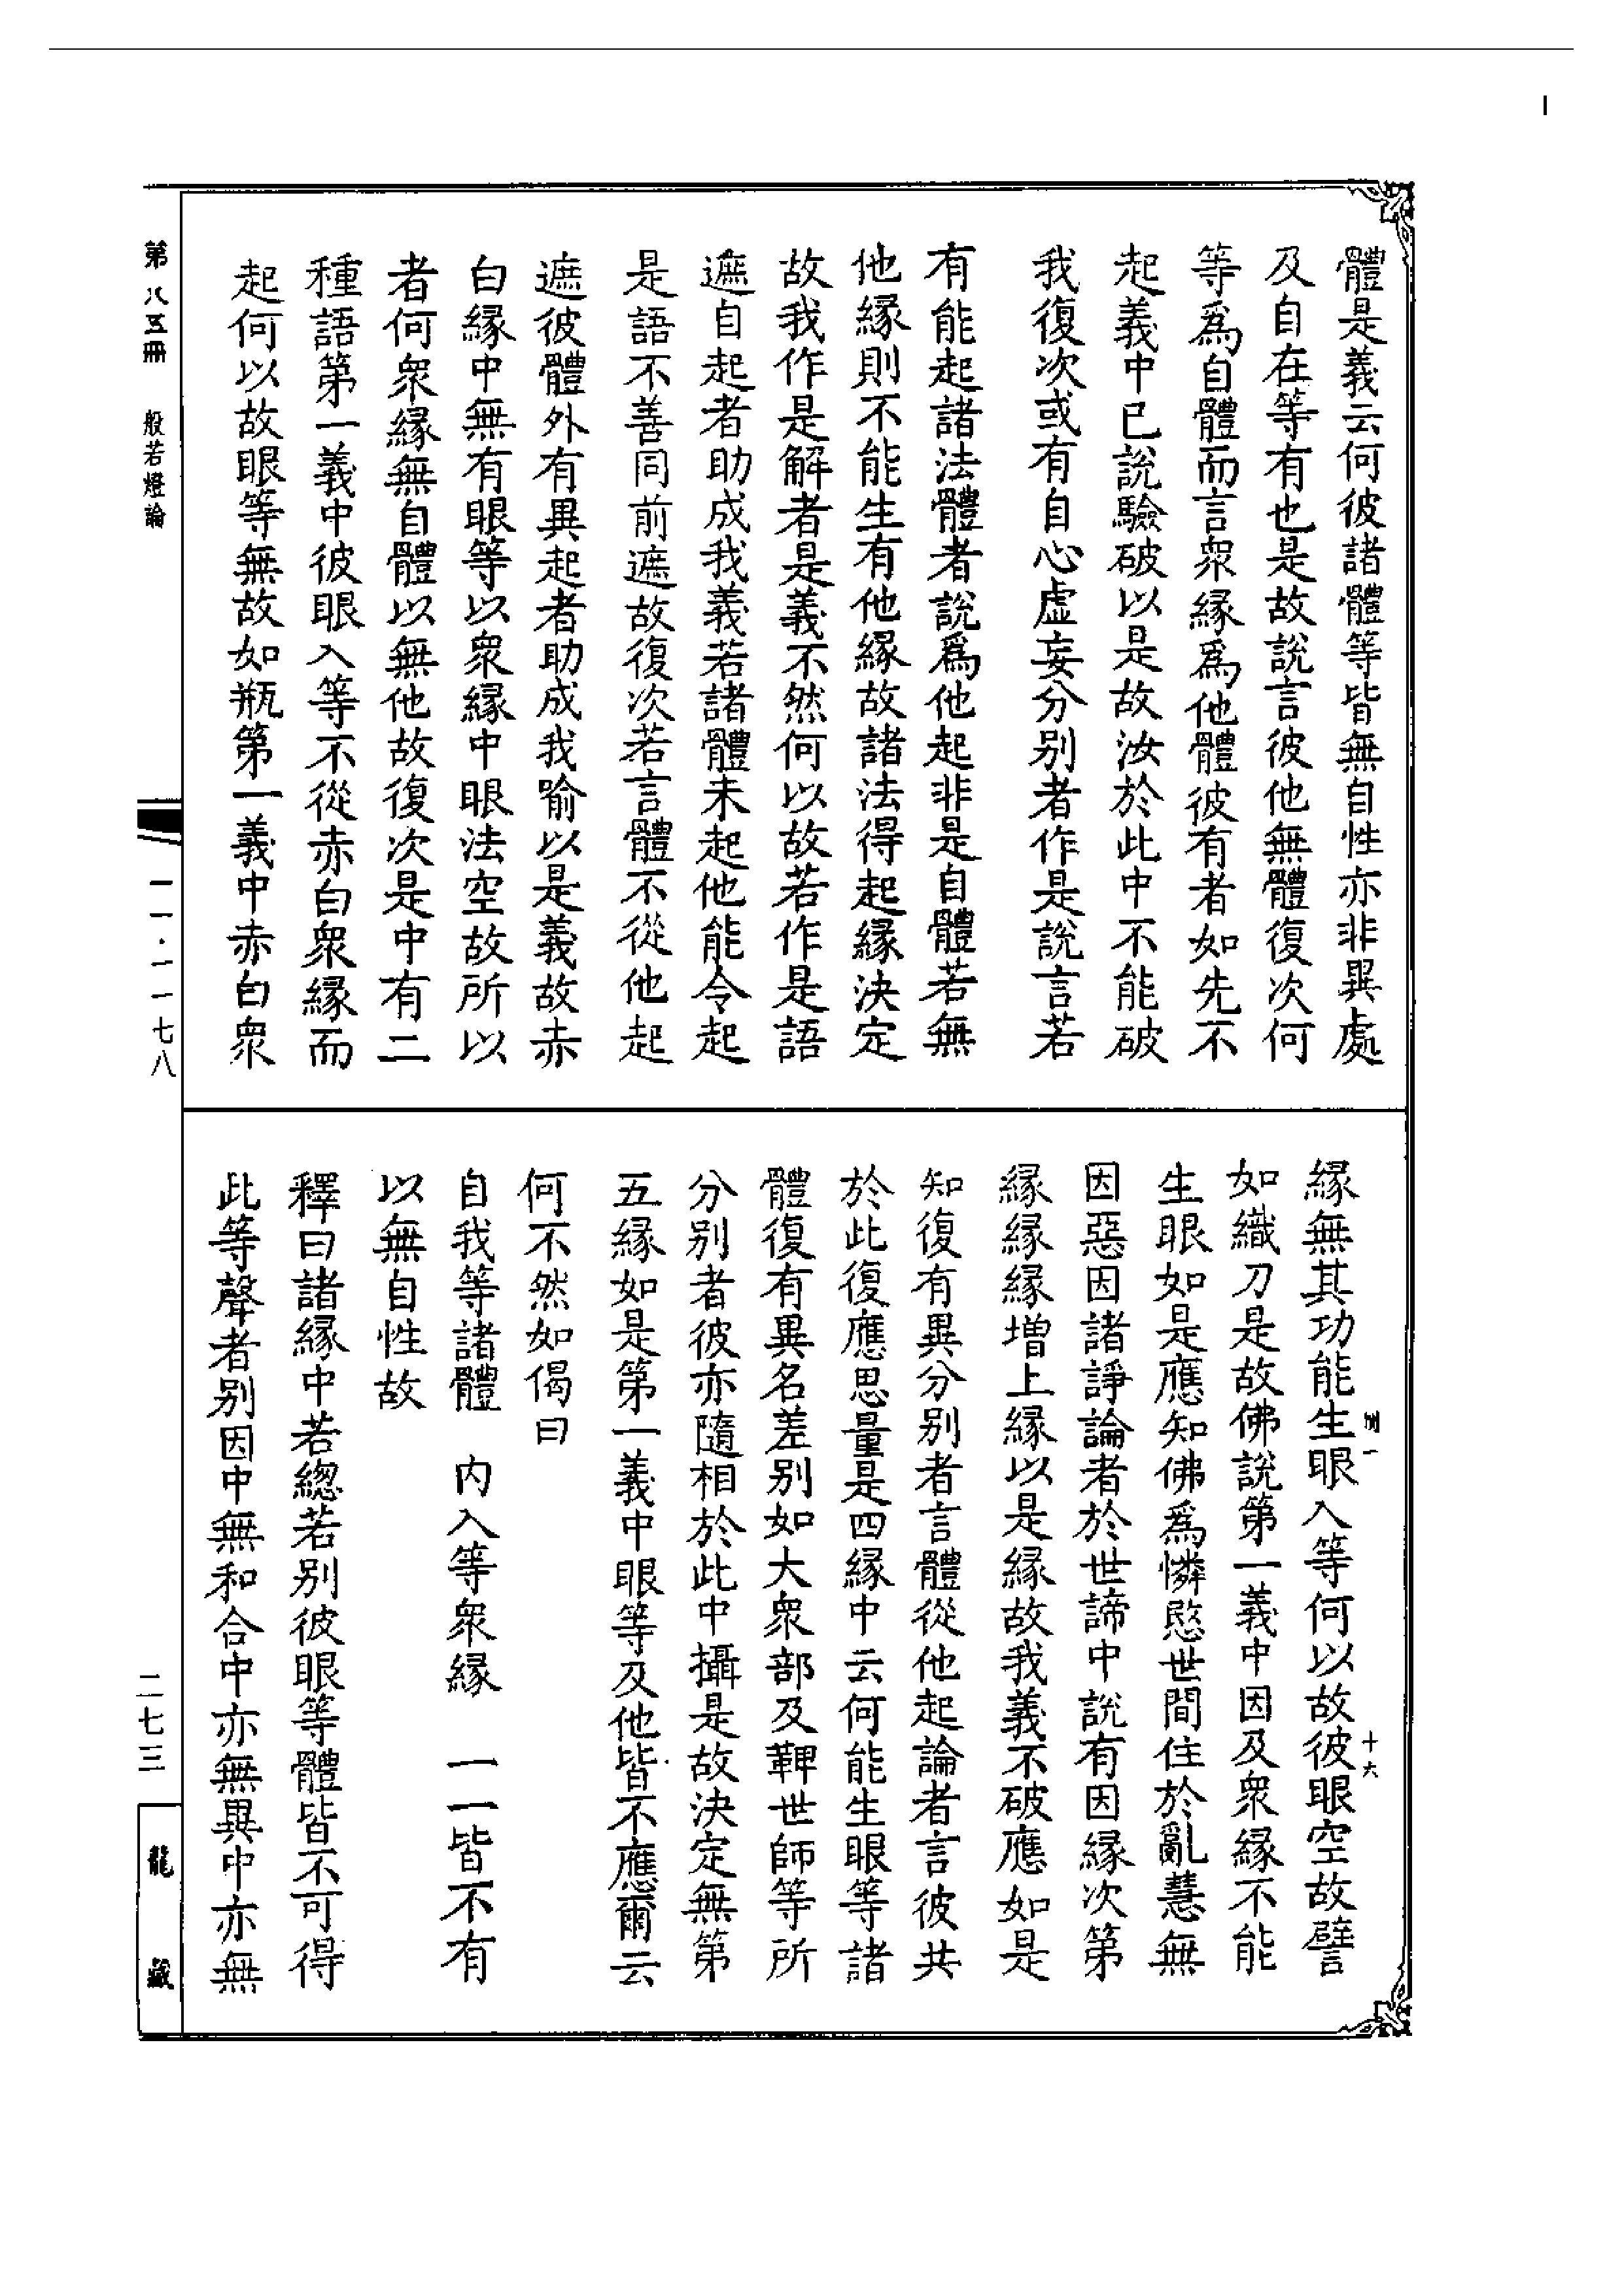 體是義云何彼諸體等皆無自性亦非異處
及自在等有也是故說言彼他無體復次何
等爲自體而言衆緣爲他體彼有者如先不
起義中已說驗破以是故汝於此中不能破
我復次或有自心虛妄分别者作是說言若
有能起諸法體者說爲他起非是自體若無
他緣則不能生有他緣故諸法得起緣決定
故我作是解者是義不然何以故若作是語
遮自起者助成我義若諸體未起他能令起
是語不善同前遮故復次若言體不從他起
遮彼體外有異起者助成我喻以是義故赤
白緣中無有眼等以衆緣中眼法空故所以
者何衆緣無自體以無他故復次是中有二
種語第一義中彼眼入等不從赤白衆緣而
起何以故眼等無故如瓶第一義中赤白衆
緣無其功能生眼入等何以故彼眼空故譬
如織刀是故佛說第一義中因及衆緣不能
生眼如是應知佛爲憐愍世間住於亂慧無
因惡因諸諍論者於世諦中說有因緣次第
緣緣緣增上緣以是緣故我義不破應如是
知復有異分别者言體從他起論者言彼共
於此復應思量是四緣中云何能生眼等諸
體復有異名差别如大衆部及鞞世師等所
分别者彼亦隨相於此中攝是故決定無第
五緣如是第一義中眼等及他皆不應爾云
何不然如偈曰
自我等諸體　内入等衆緣　一一皆不有
以無自性故
釋曰諸緣中若總若别彼眼等體皆不可得
此等聲者别因中無和合中亦無異中亦無
十六
第八五冊　般若燈論
一一·一一七八
二七三
龍藏